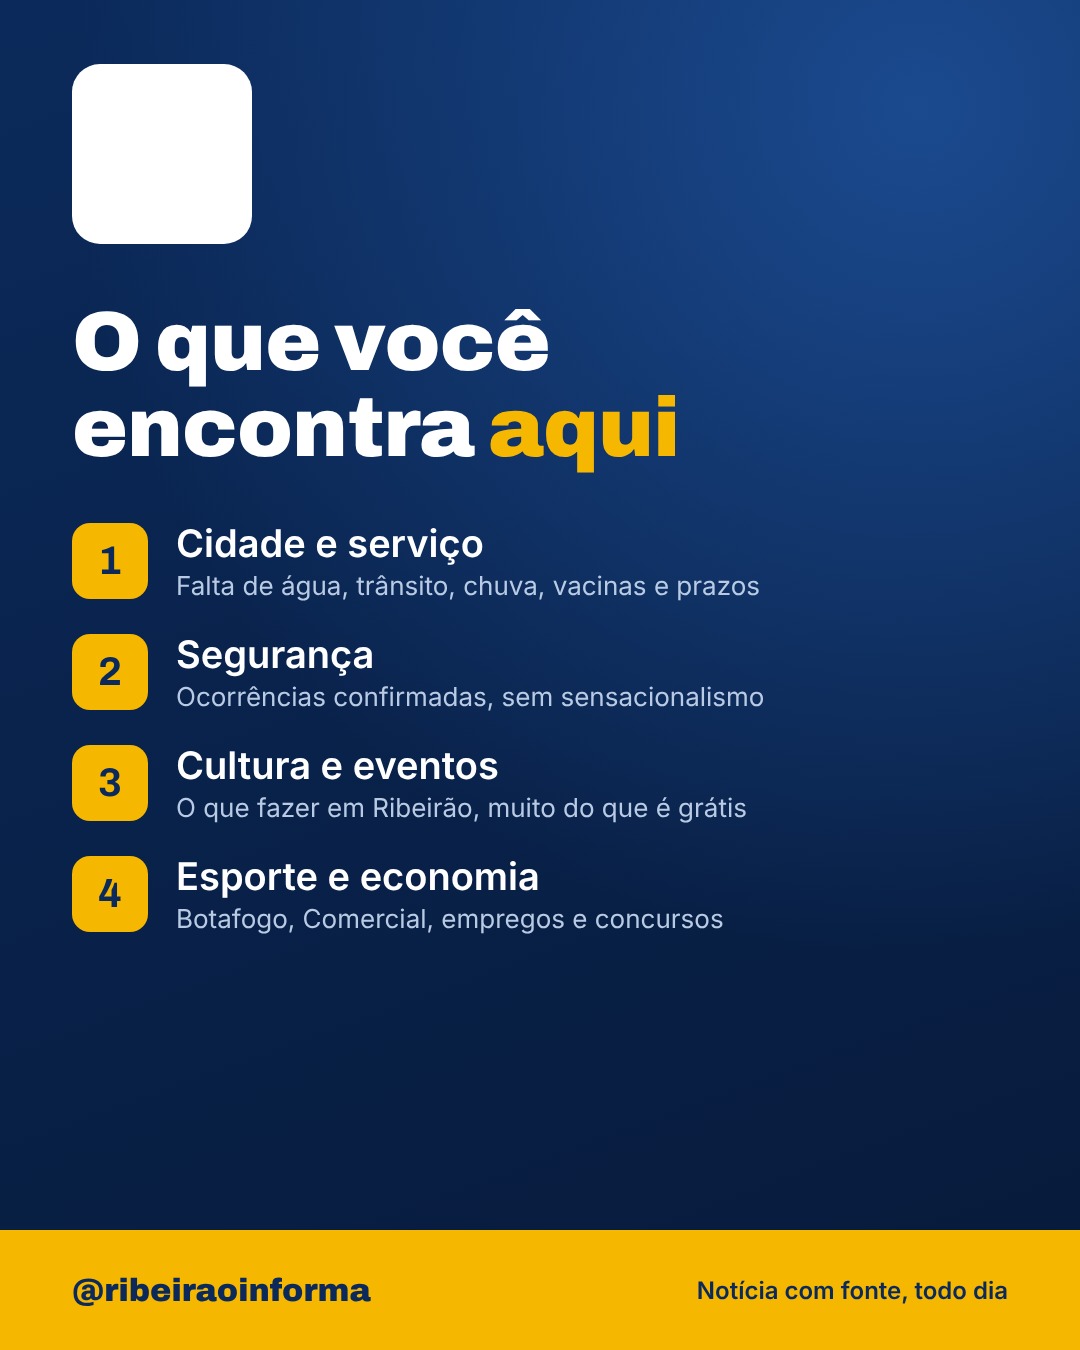 O que você
encontra aqui
1
Cidade e serviço
Falta de água, trânsito, chuva, vacinas e prazos
2
Segurança
Ocorrências confirmadas, sem sensacionalismo
3
Cultura e eventos
O que fazer em Ribeirão, muito do que é grátis
4
Esporte e economia
Botafogo, Comercial, empregos e concursos
@ribeiraoinforma
Notícia com fonte, todo dia